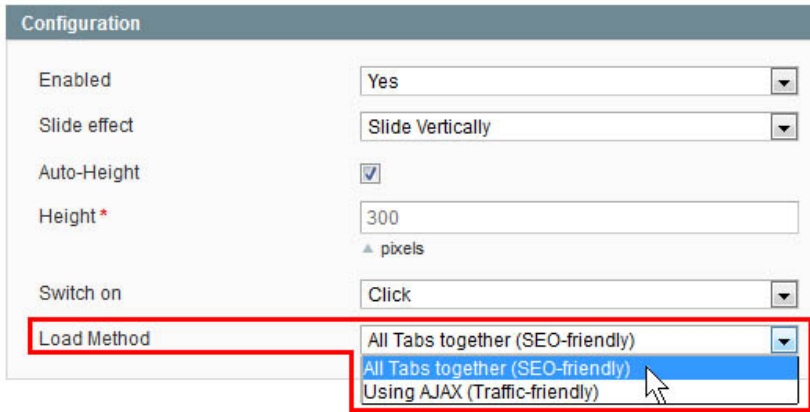 Configuration
Enabled Yes
Slide effect Slide Vertically
Auto-Height
Height * 300
pixels
Switch on Click
Load Method All Tabs together (SEO-friendly)
All Tabs together (SEO-friendly)
Using AJAX (Traffic-friendly)